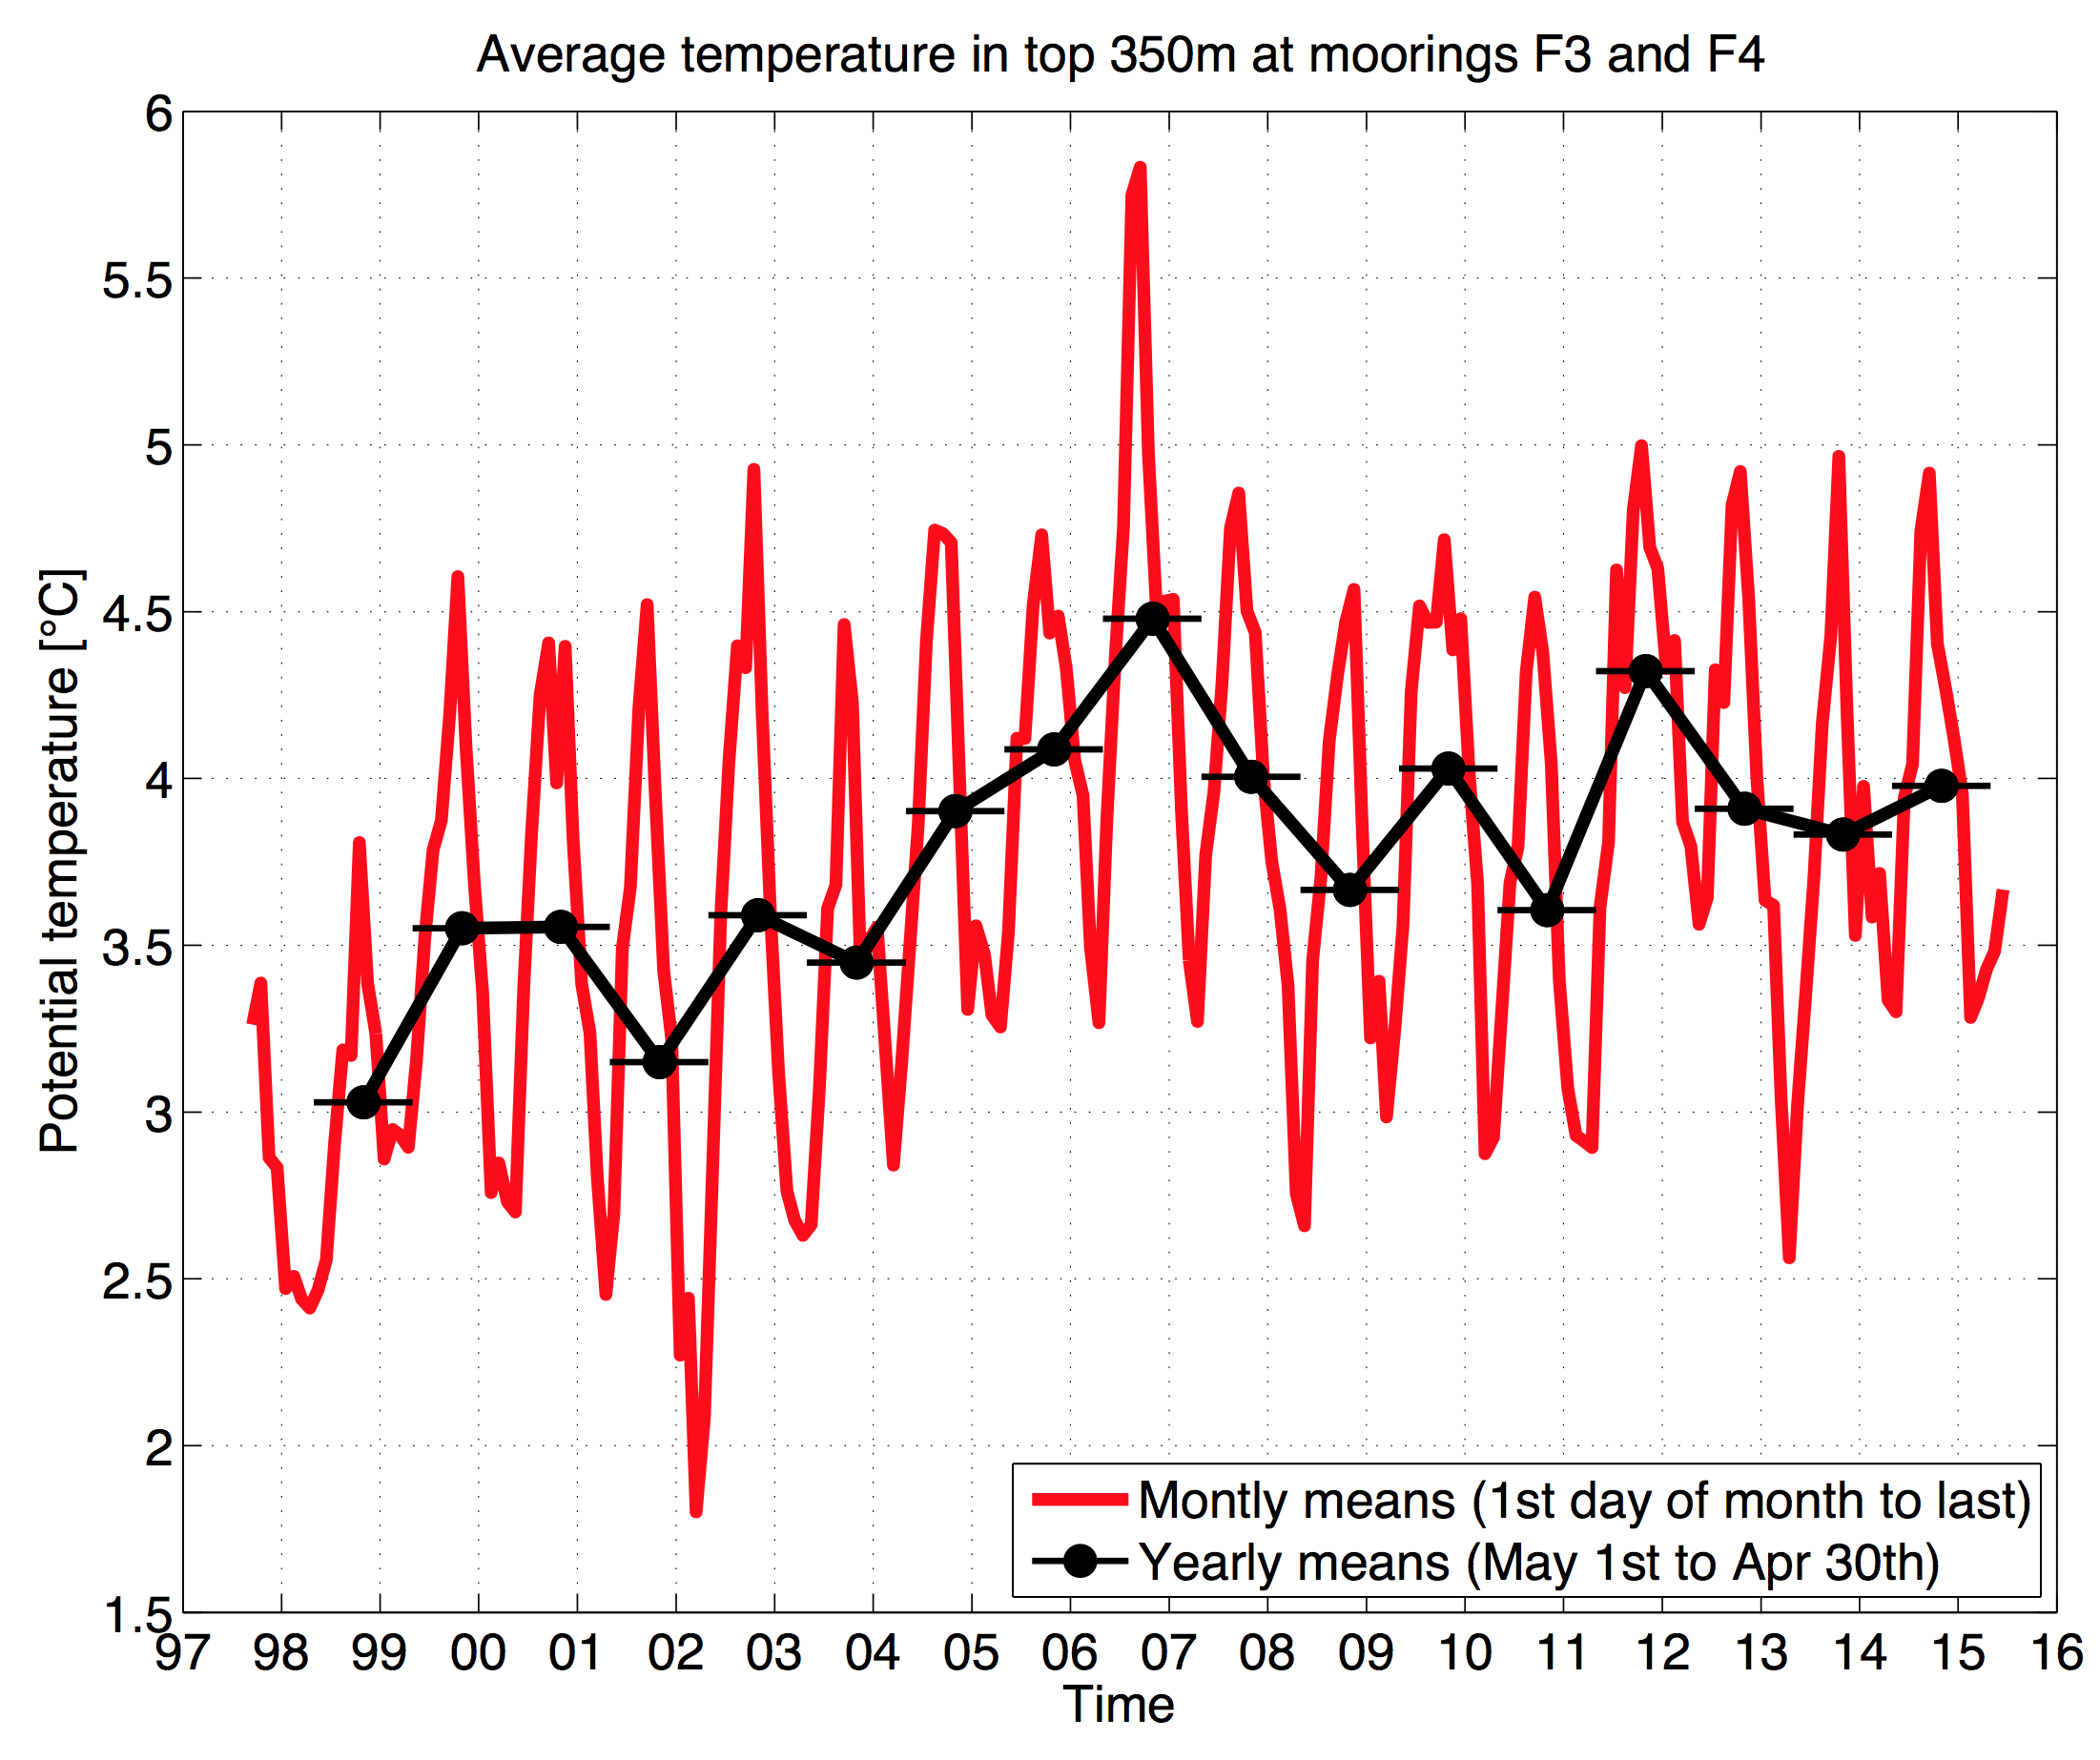 Average temperature in top 350m at moorings F3 and F4
6
5.5
5
4.5
4
3.5
3
2.5
2
1.5
Potential temperature [°C]
Montly means (1st day of month to last)
Yearly means (May 1st to Apr 30th)
97 98 99 00 01 02 03 04 05 06 07 08 09 10 11 12 13 14 15 16
Time